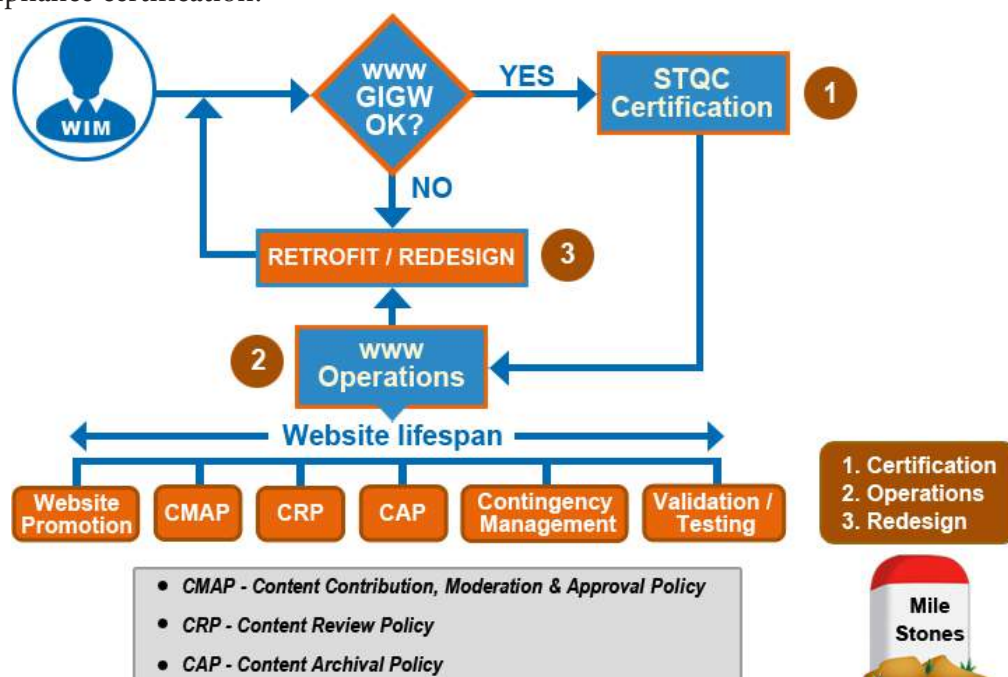 pliance certification.
WIM
WWW
GIGW
OK?
YES
STQC
Certification
1
NO
RETROFIT / REDESIGN
3
2
WWW
Operations
Website lifespan
Website
Promotion
CMAP
CRP
CAP
Contingency
Management
Validation /
Testing
1. Certification
2. Operations
3. Redesign
• CMAP - Content Contribution, Moderation & Approval Policy
• CRP - Content Review Policy
• CAP - Content Archival Policy
Mile
Stones